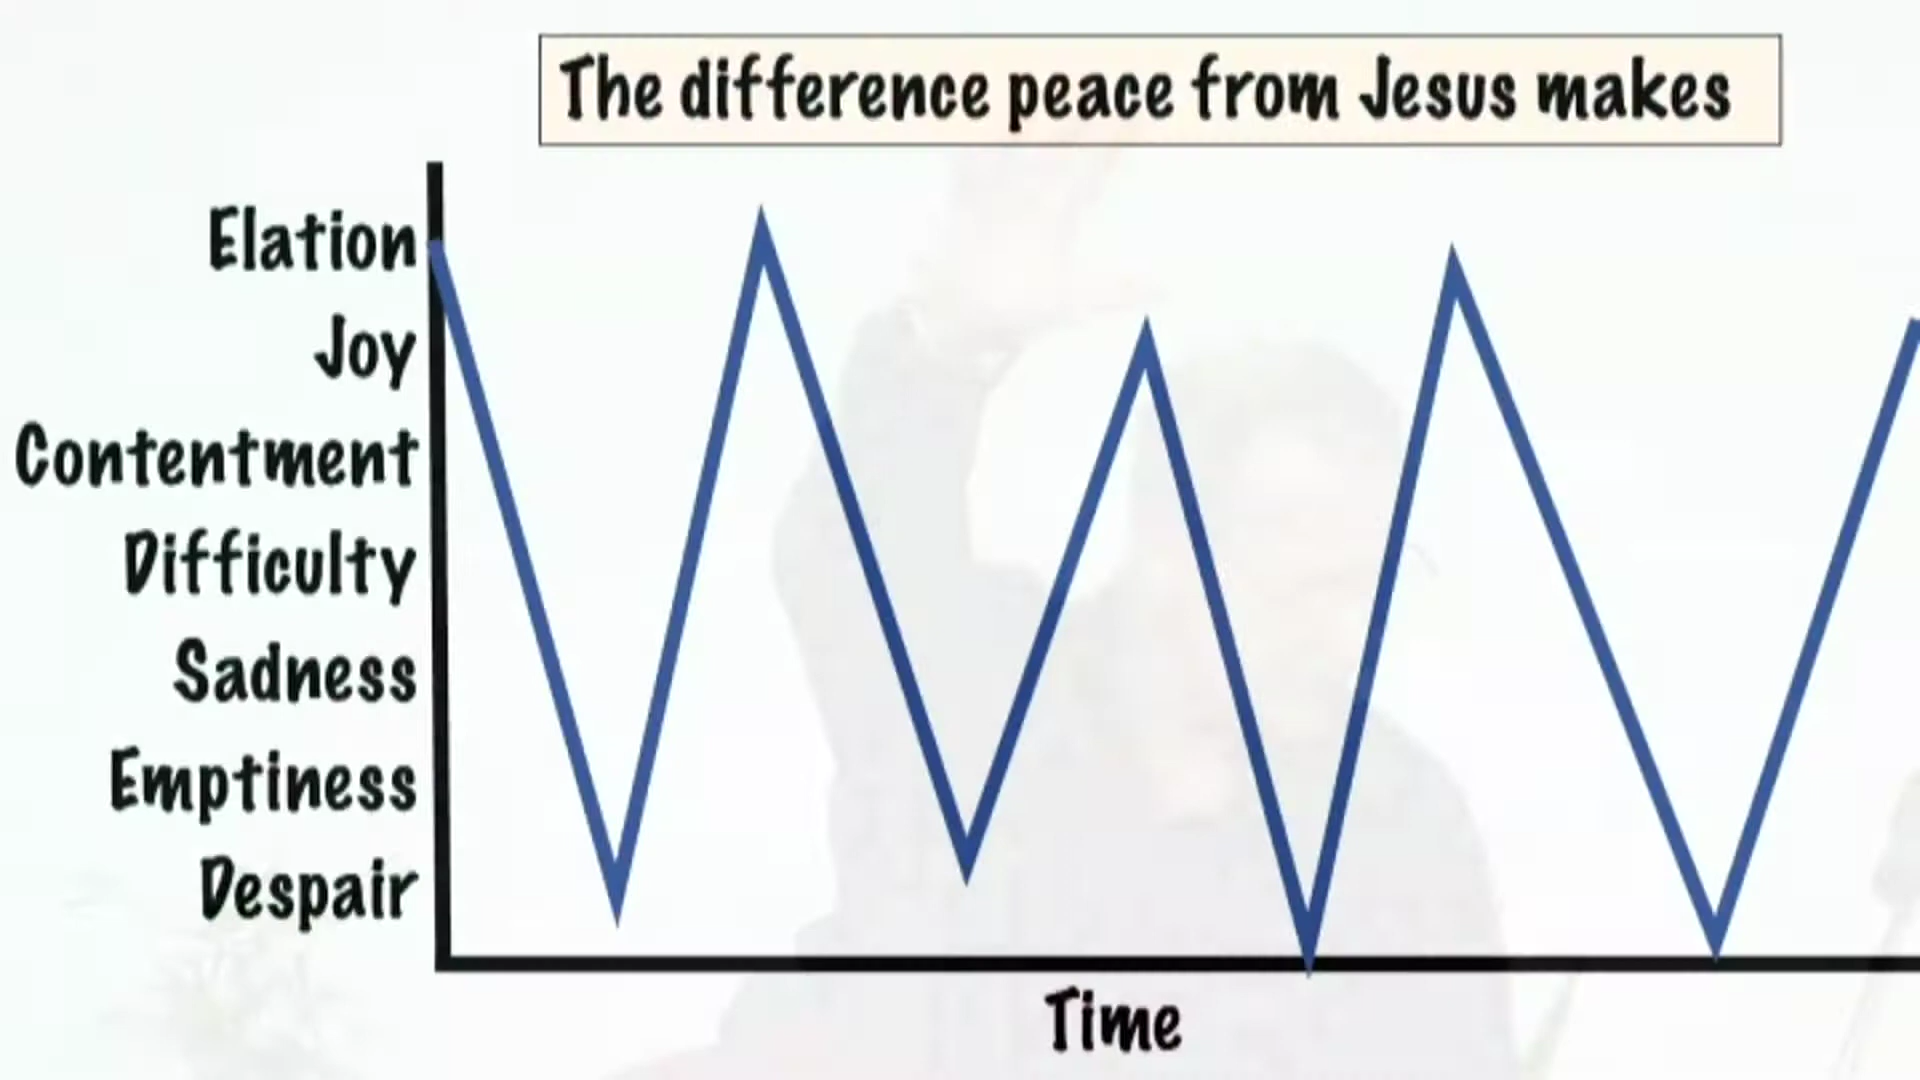 The difference peace from Jesus makes
Elation
Joy
Contentment
Difficulty
Sadness
Emptiness
Despair
Time